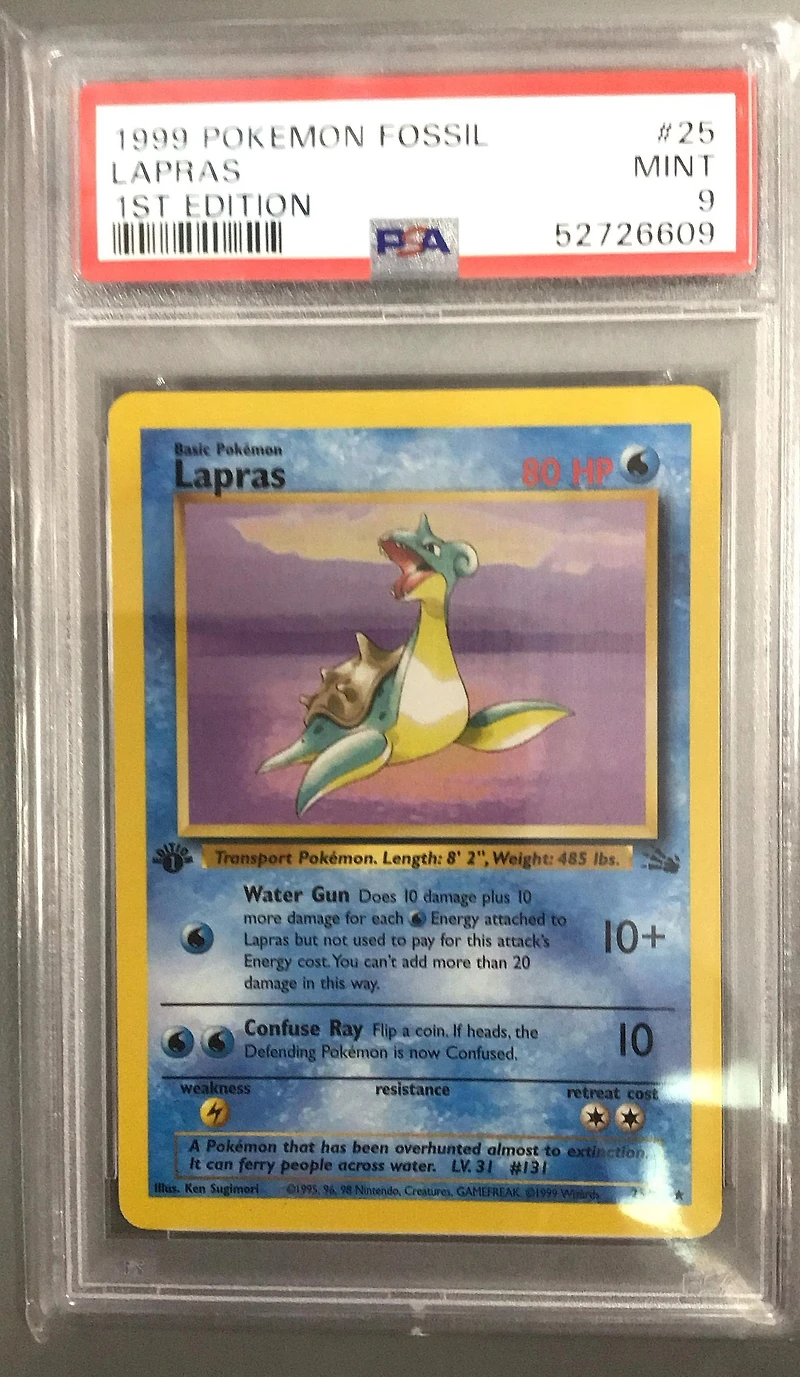 1999 POKEMON FOSSIL #25
LAPRAS MINT
1ST EDITION 9
PSA 52726609
Basic Pokémon
Lapras 80 HP
EDITION 1
Transport Pokémon. Length: 8' 2", Weight: 485 lbs.
Water Gun Does 10 damage plus 10
more damage for each Energy attached to
Lapras but not used to pay for this attack's
Energy cost. You can't add more than 20
damage in this way.
10+
Confuse Ray Flip a coin. If heads, the
Defending Pokémon is now Confused.
10
weakness resistance retreat cost
A Pokémon that has been overhunted almost to extinction.
It can ferry people across water. LV. 31 #131
Illus. Ken Sugimori ©1995, 96, 98 Nintendo, Creatures, GAMEFREAK. ©1999 Wizards